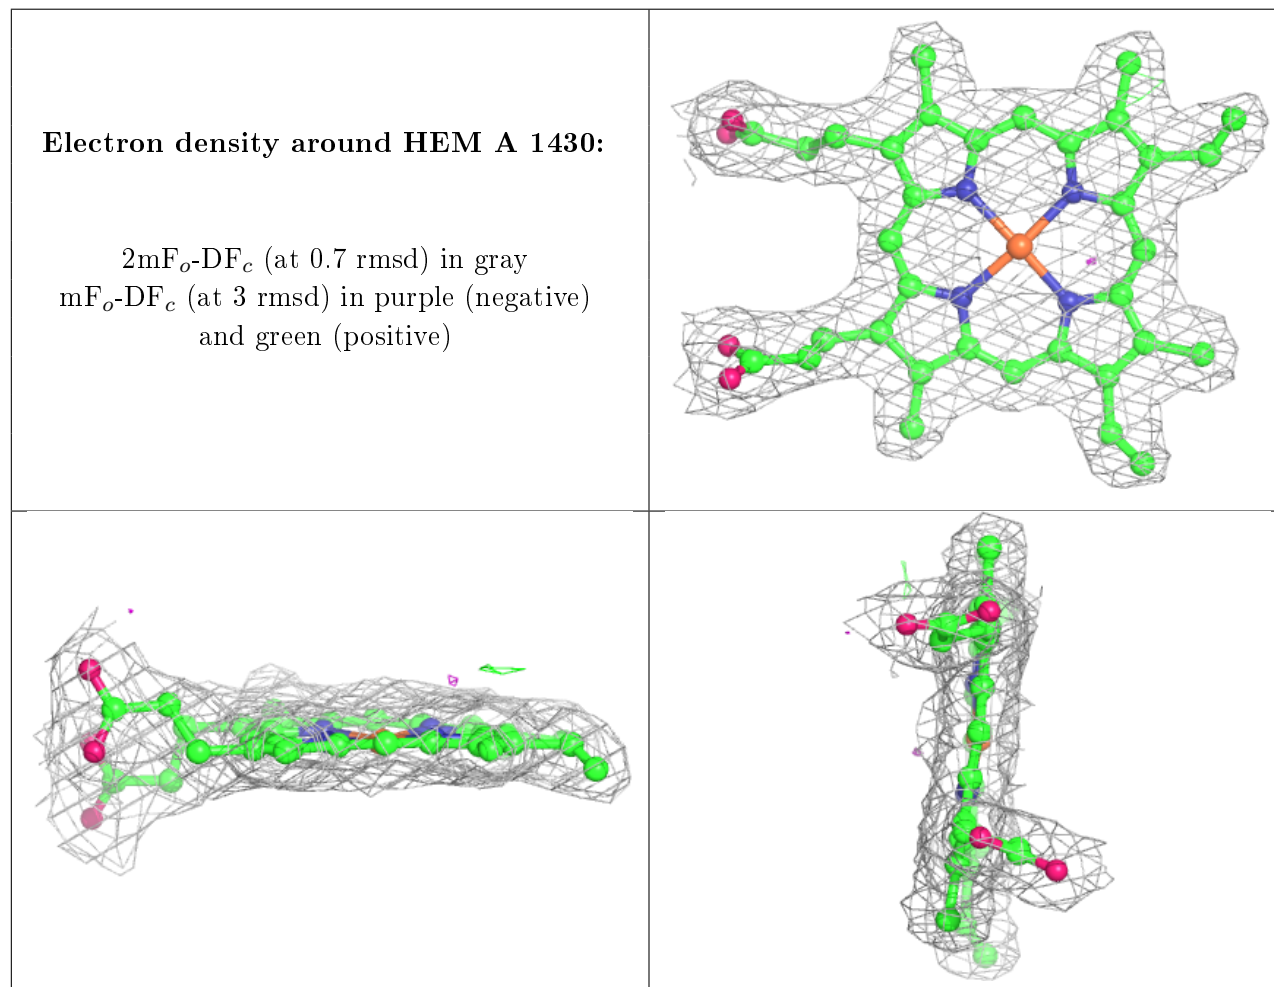 Electron density around HEM A 1430:
2mFo-DFc (at 0.7 rmsd) in gray
mFo-DFc (at 3 rmsd) in purple (negative)
and green (positive)